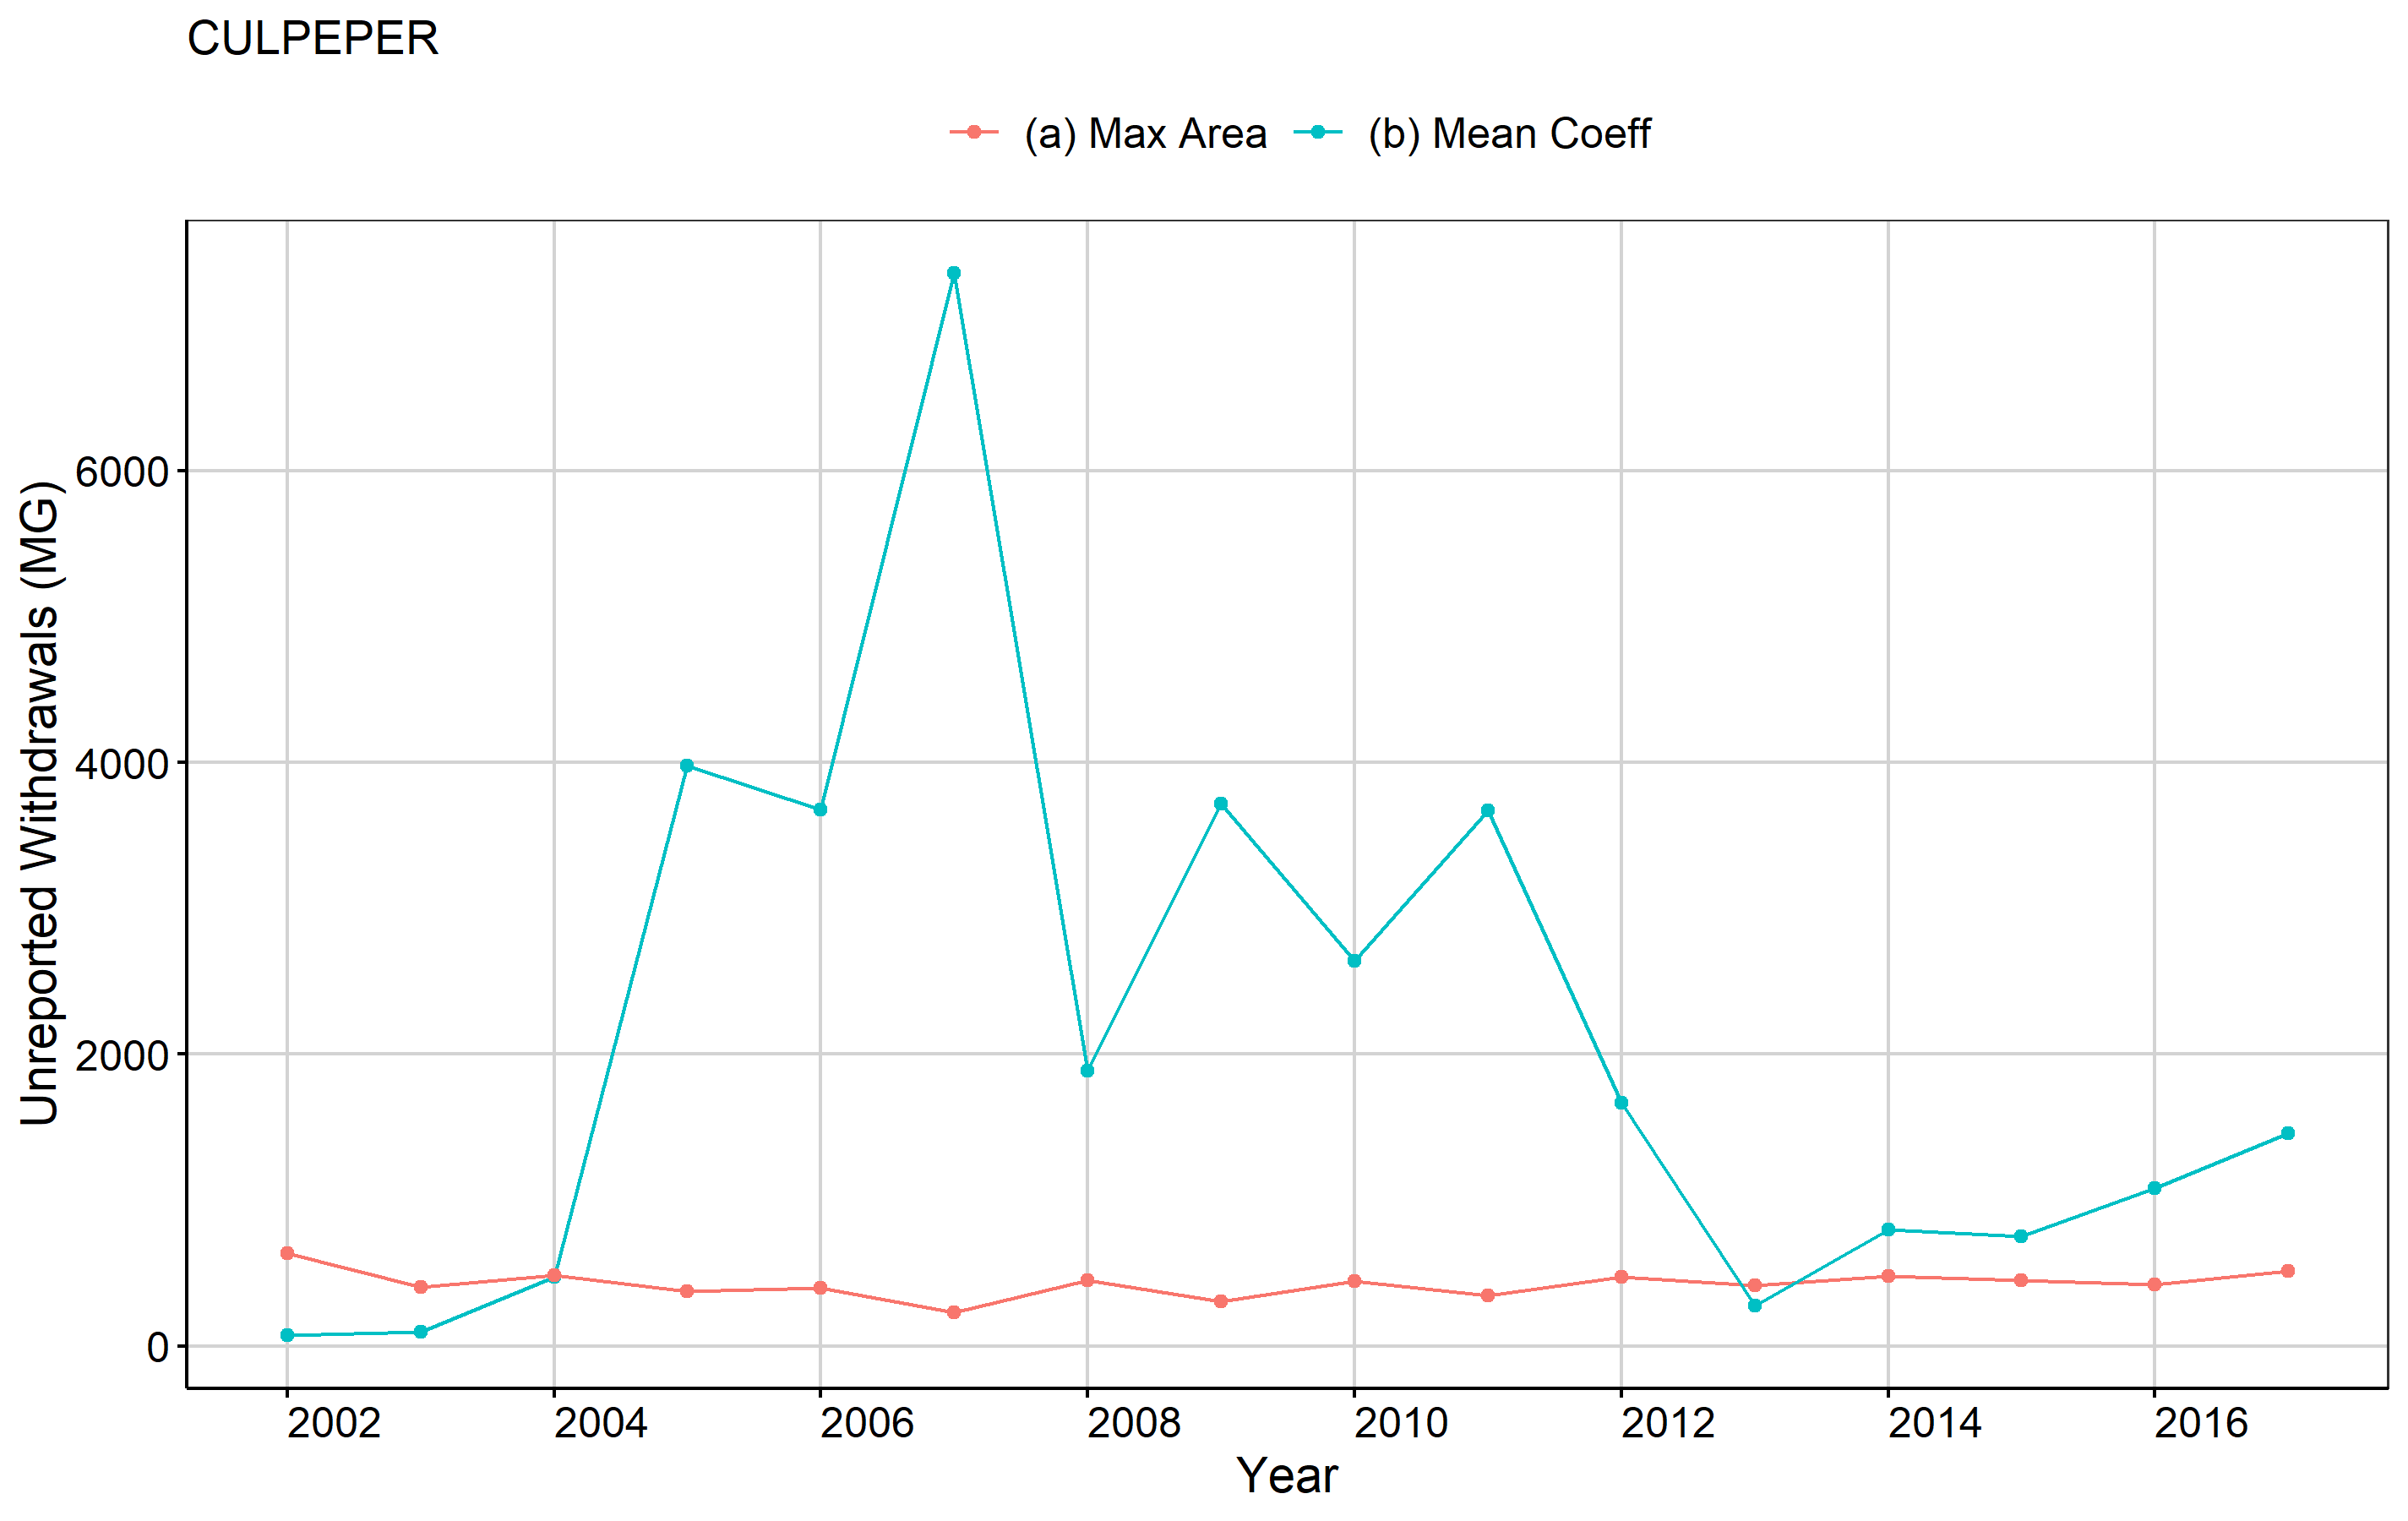 CULPEPER
(a) Max Area (b) Mean Coeff
Unreported Withdrawals (MG)
6000
4000
2000
0
2002 2004 2006 2008 2010 2012 2014 2016
Year